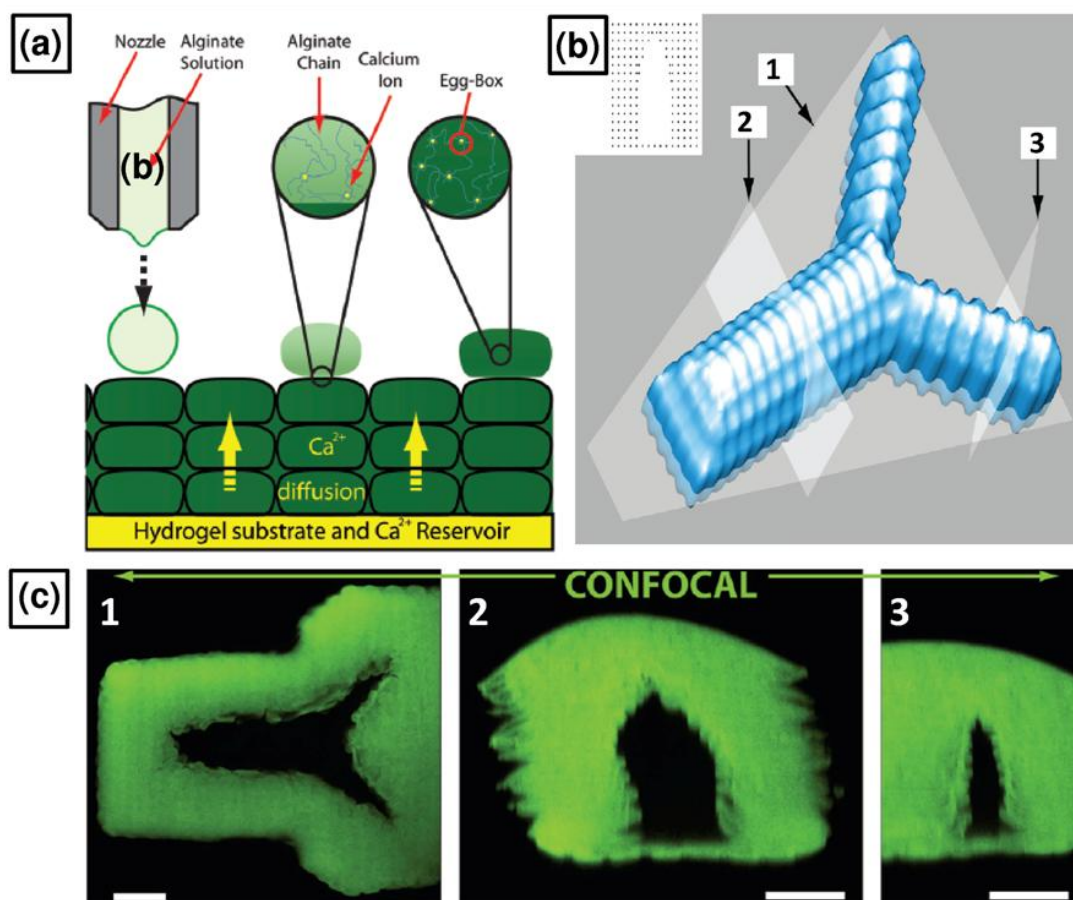 (a)
Nozzle
Alginate
Solution
Alginate
Chain
Calcium
Ion
Egg-Box
(b)
Ca2+
diffusion
Hydrogel substrate and Ca2+ Reservoir
(b)
1
2
3
(c)
CONFOCAL
1
2
3